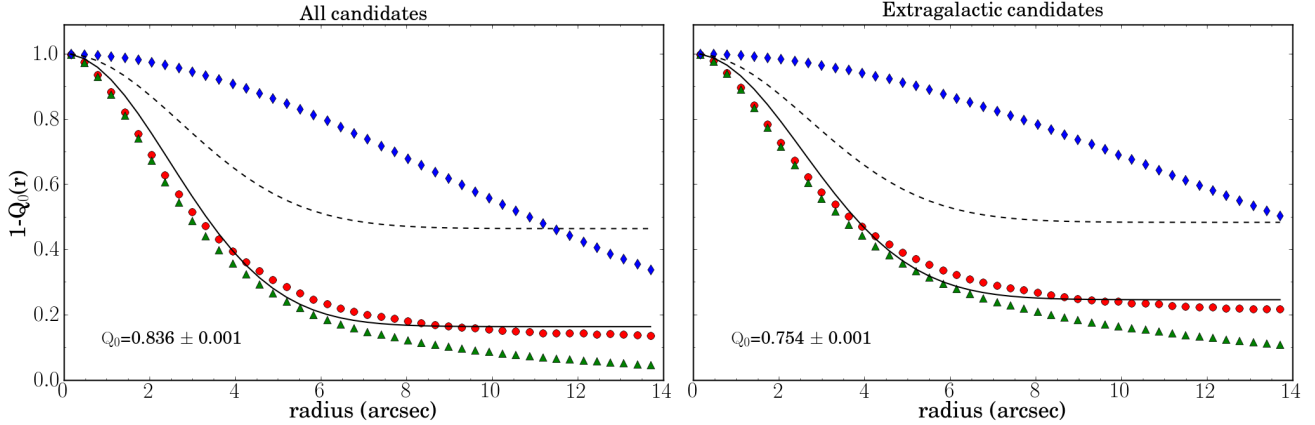 All candidates
Extragalactic candidates
1-Q₀(r)
1.0
0.8
0.6
0.4
0.2
0.0
Q₀=0.836 ± 0.001
Q₀=0.754 ± 0.001
0 2 4 6 8 10 12 14
0 2 4 6 8 10 12 14
radius (arcsec)
radius (arcsec)